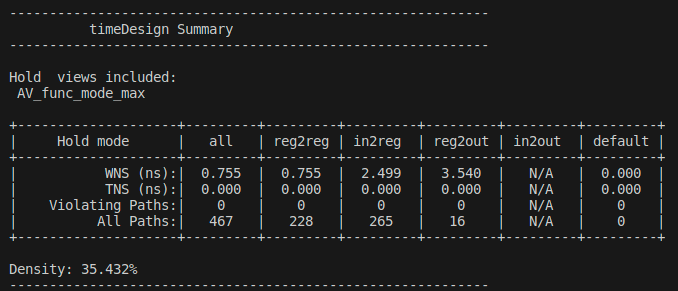 ------------------------------------------------------------
          timeDesign Summary
------------------------------------------------------------
Hold  views included:
 AV_func_mode_max
+--------------------+---------+---------+---------+---------+---------+---------+
|     Hold mode      |   all   | reg2reg | in2reg  | reg2out | in2out  | default |
+--------------------+---------+---------+---------+---------+---------+---------+
|           WNS (ns):|  0.755  |  0.755  |  2.499  |  3.540  |   N/A   |  0.000  |
|           TNS (ns):|  0.000  |  0.000  |  0.000  |  0.000  |   N/A   |  0.000  |
|    Violating Paths:|    0    |    0    |    0    |    0    |   N/A   |    0    |
|          All Paths:|   467   |   228   |   265   |   16    |   N/A   |    0    |
+--------------------+---------+---------+---------+---------+---------+---------+
Density: 35.432%
------------------------------------------------------------